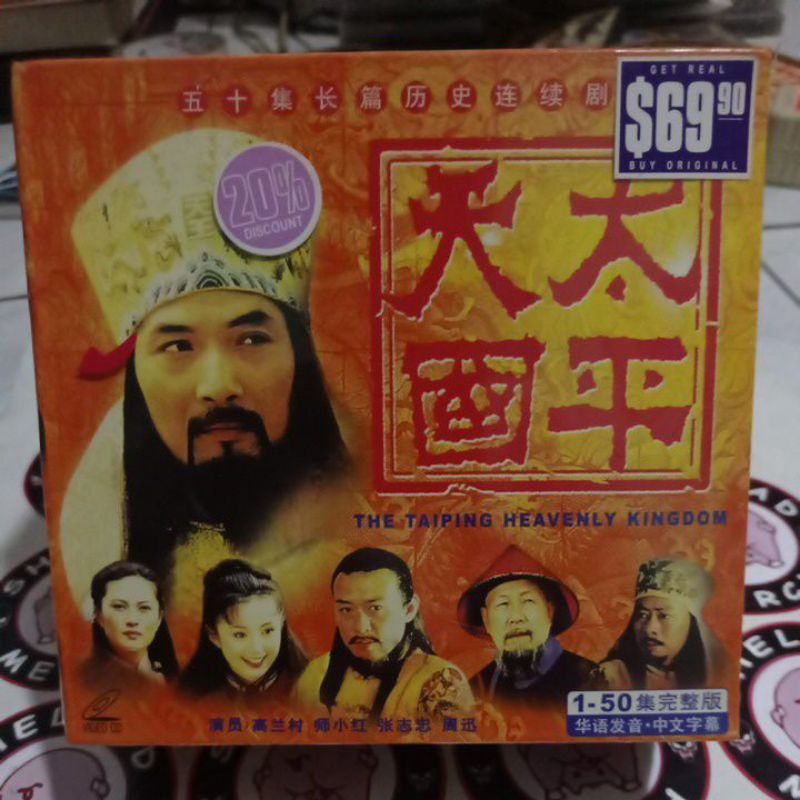 五十集长篇历史连续剧
GET REAL
$69.90
BUY ORIGINAL
20%
DISCOUNT
太平
天国
THE TAIPING HEAVENLY KINGDOM
1-50集完整版
华语发音·中文字幕
演员 高兰村 师小红 张志忠 周迅
VIDEO CD